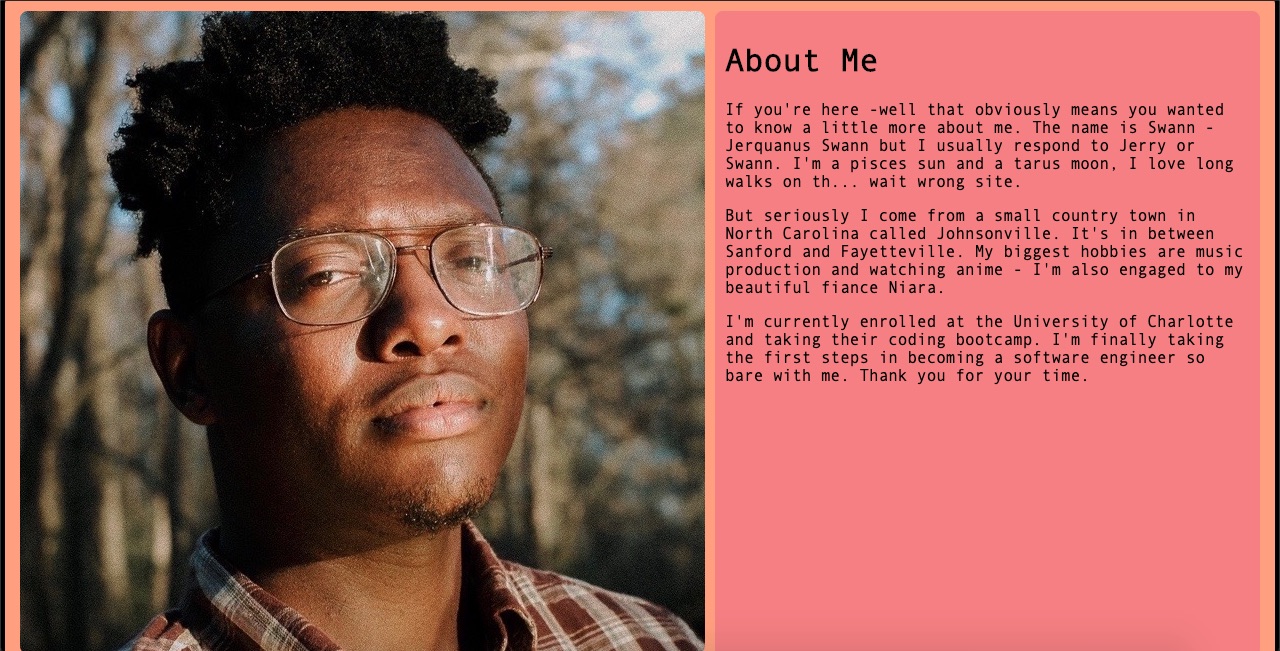 About Me
If you're here -well that obviously means you wanted
to know a little more about me. The name is Swann -
Jerquanus Swann but I usually respond to Jerry or
Swann. I'm a pisces sun and a tarus moon, I love long
walks on th... wait wrong site.
But seriously I come from a small country town in
North Carolina called Johnsonville. It's in between
Sanford and Fayetteville. My biggest hobbies are music
production and watching anime - I'm also engaged to my
beautiful fiance Niara.
I'm currently enrolled at the University of Charlotte
and taking their coding bootcamp. I'm finally taking
the first steps in becoming a software engineer so
bare with me. Thank you for your time.